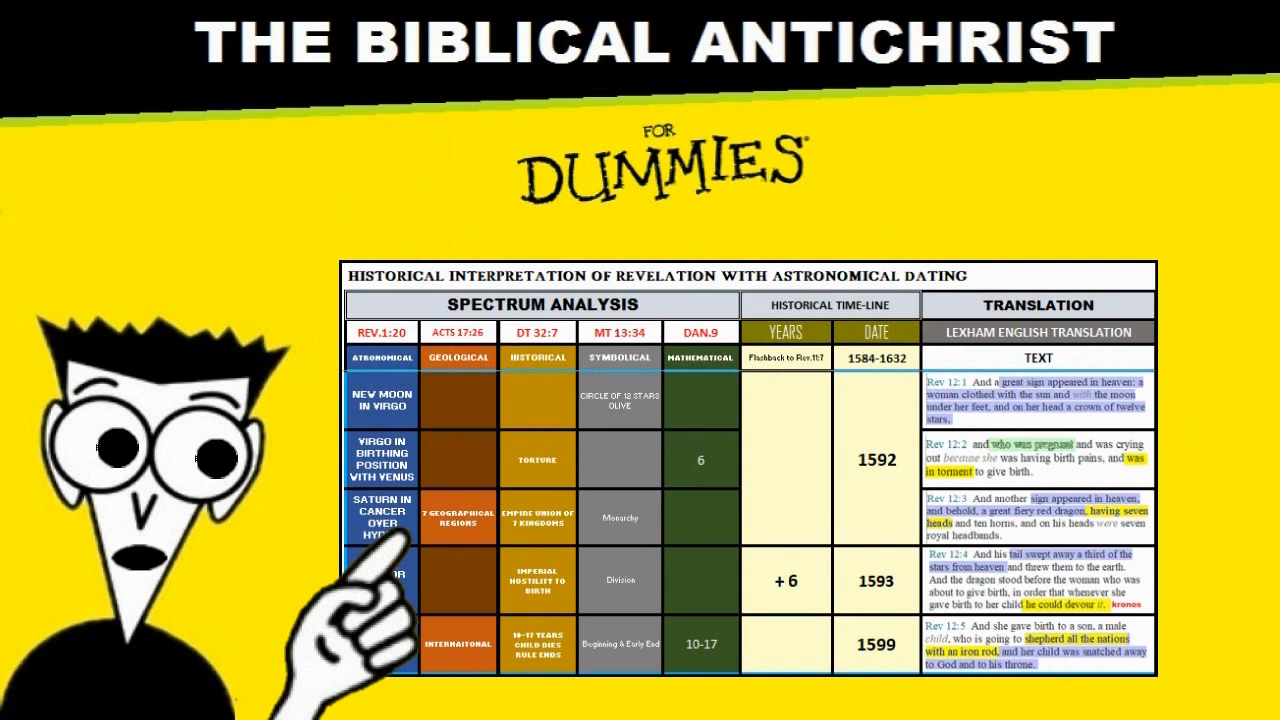 THE BIBLICAL ANTICHRIST
FOR
DUMMIES
HISTORICAL INTERPRETATION OF REVELATION WITH ASTRONOMICAL DATING
SPECTRUM ANALYSIS
HISTORICAL TIME-LINE
TRANSLATION
REV.1:20
ACTS 17:26
DT 32:7
MT 13:34
DAN.9
YEARS
DATE
LEXHAM ENGLISH TRANSLATION
ATRONOMICAL
GEOLOGICAL
HISTORICAL
SYMBOLICAL
MATHEMATICAL
Flashback to Rev.11:7
1584-1632
TEXT
NEW MOON
IN VIRGO
CIRCLE OF 12 STARS
OLIVE
Rev 12:1 And a great sign appeared in heaven: a
woman clothed with the sun and with the moon
under her feet, and on her head a crown of twelve
stars,
VIRGO IN
BIRTHING
POSITION
WITH VENUS
TORTURE
6
1592
Rev 12:2 and who was pregnant and was crying
out because she was having birth pains, and was
in torment to give birth.
SATURN IN
CANCER
OVER
7 GEOGRAPHICAL
REGIONS
EMPIRE UNION OF
7 KINGDOMS
Monarchy
Rev 12:3 And another sign appeared in heaven,
and behold, a great fiery red dragon, having seven
heads and ten horns, and on his heads were seven
royal headbands.
IMPERIAL
HOSTILITY TO
BIRTH
Division
+ 6
1593
Rev 12:4 And his tail swept away a third of the
stars from heaven and threw them to the earth.
And the dragon stood before the woman who was
about to give birth, in order that whenever she
gave birth to her child he could devour it. kronos
INTERNAITONAL
10-17 YEARS
CHILD DIES
RULE ENDS
Beginning & Early End
10-17
1599
Rev 12:5 And she gave birth to a son, a male
child, who is going to shepherd all the nations
with an iron rod, and her child was snatched away
to God and to his throne.